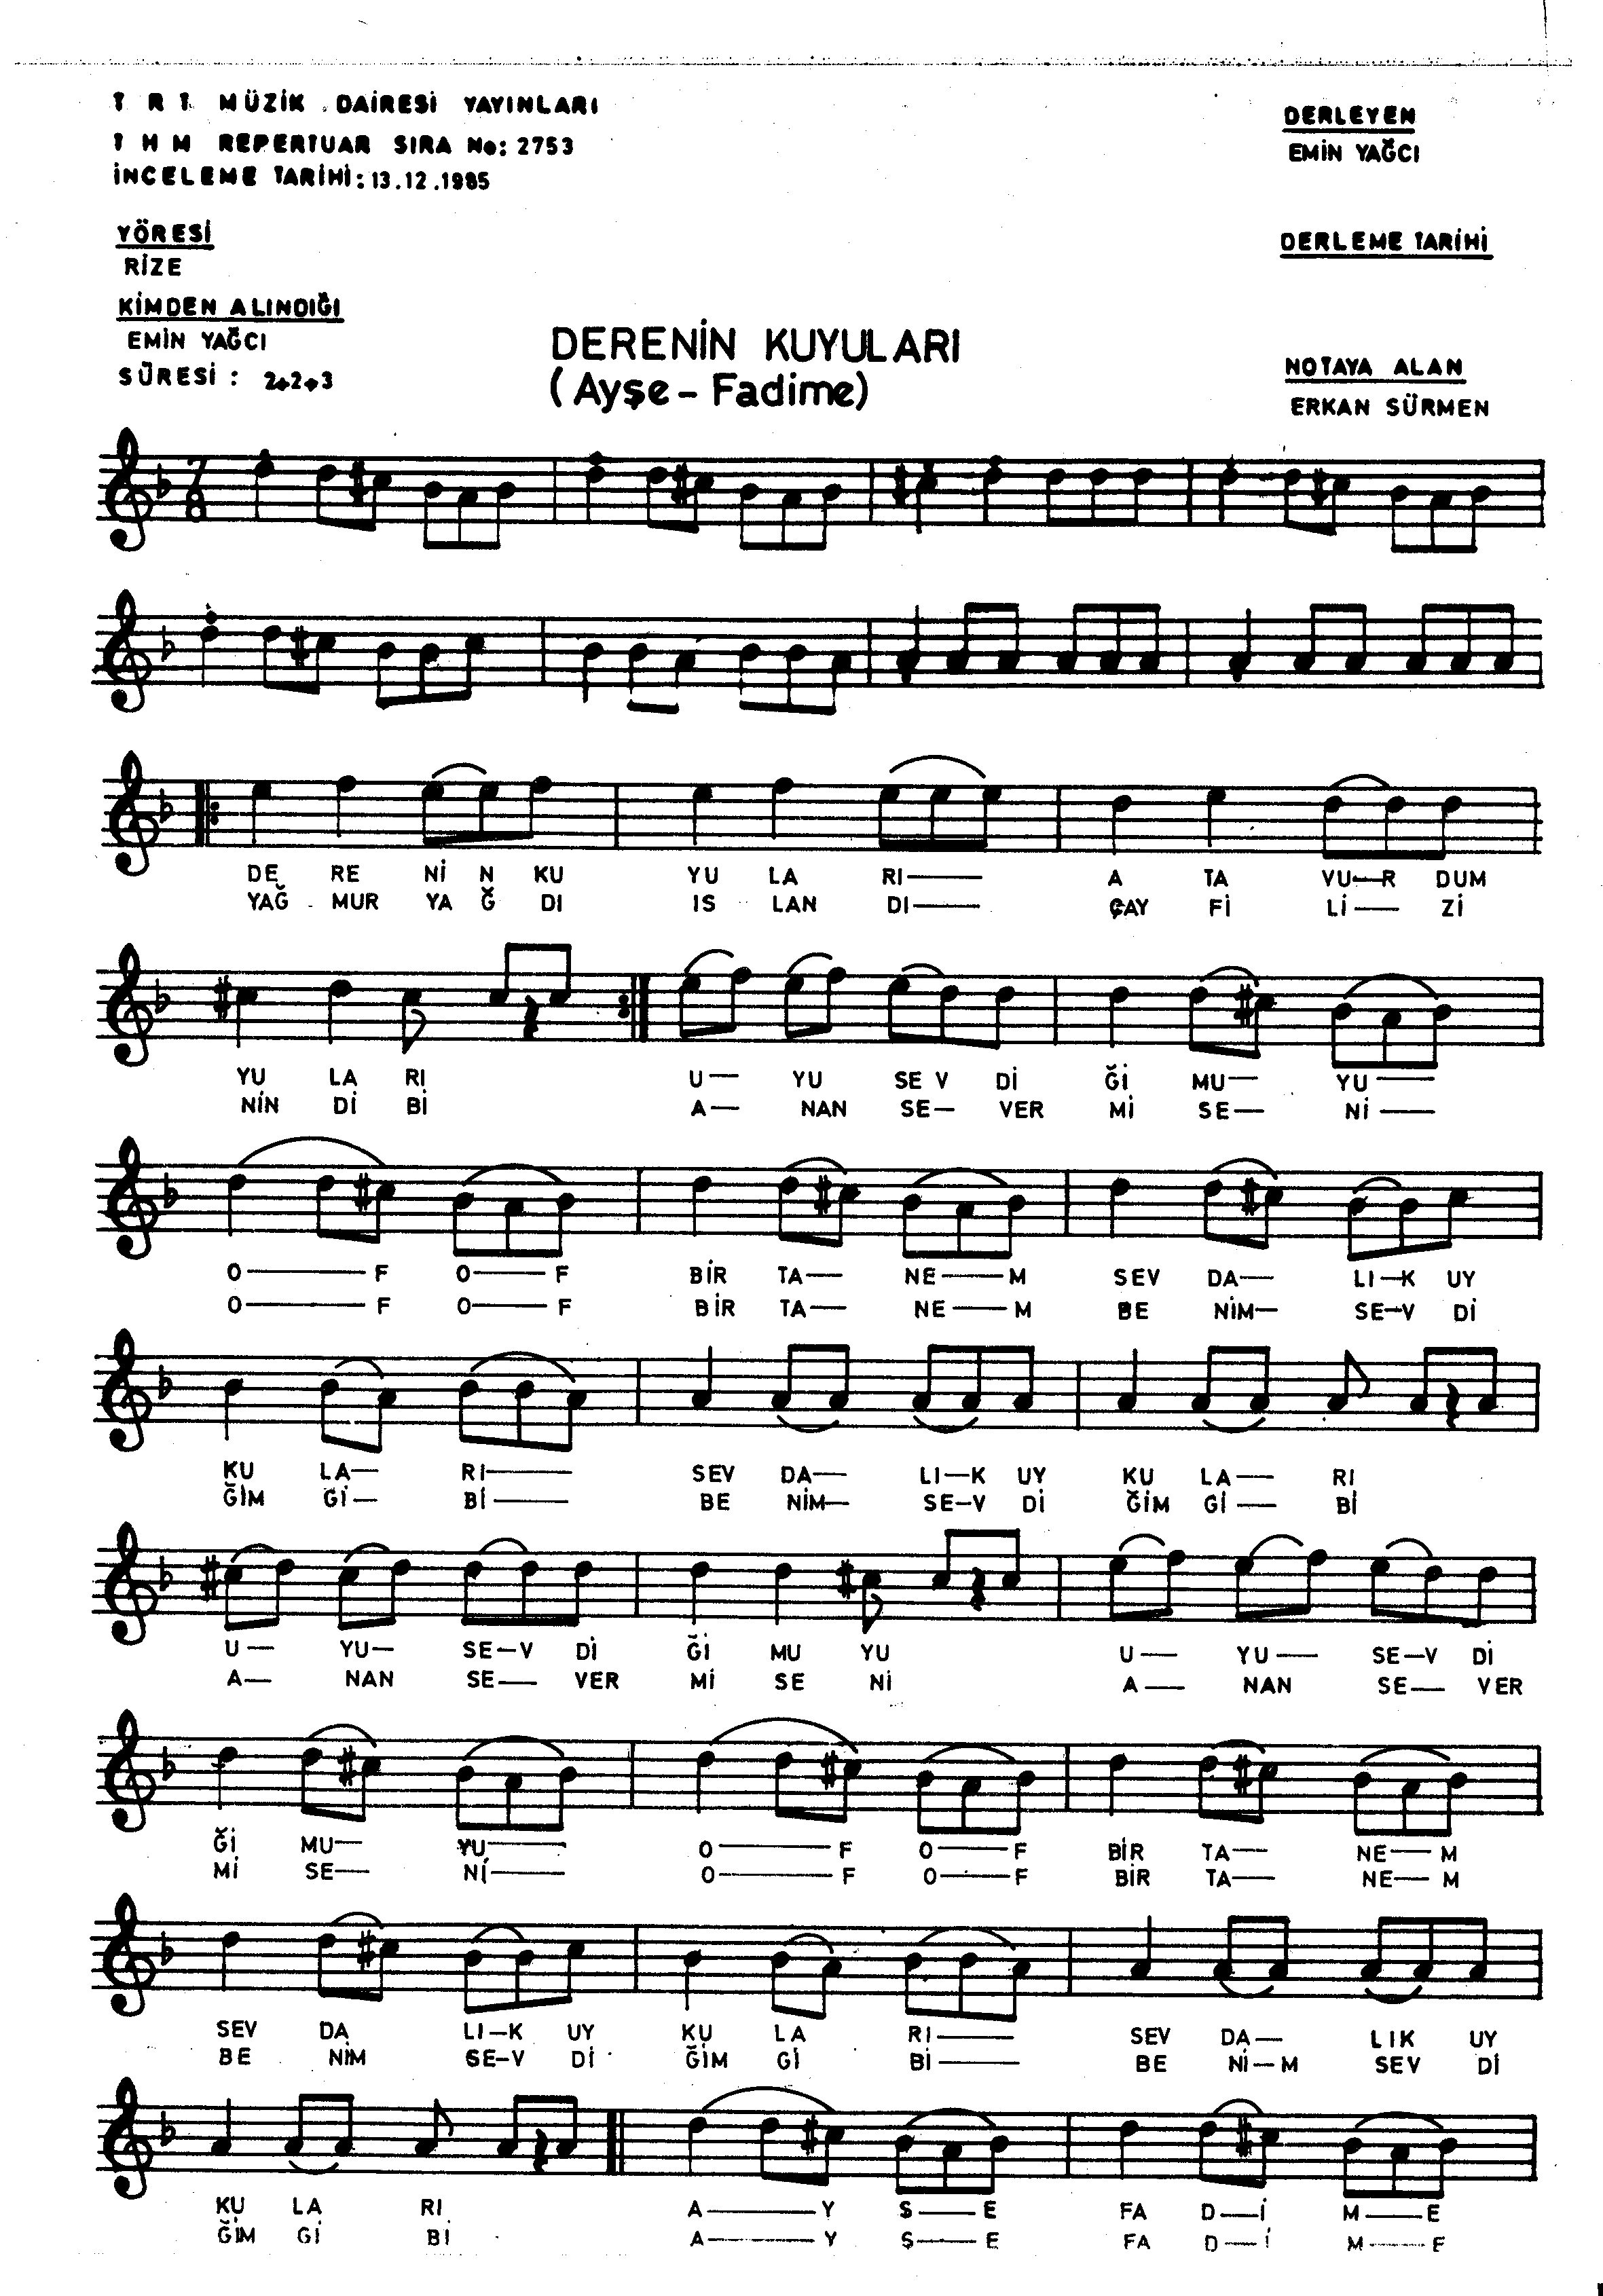 T R T MÜZİK DAİRESİ YAYINLARI
T H M REPERTUAR SIRA No: 2753
İNCELEME TARİHİ: 13.12.1985
DERLEYEN
EMİN YAĞCI
YÖRESİ
RİZE
DERLEME TARİHİ
KİMDEN ALINDIĞI
EMİN YAĞCI
SÜRESİ : 2+2+3
DERENİN KUYULARI
(Ayşe - Fadime)
NOTAYA ALAN
ERKAN SÜRMEN
7
8
DE RE Nİ N KU YU LA RI—— A TA VU—R DUM
YAĞ MUR YA Ğ DI IS LAN DI—— ÇAY Fİ Lİ— Zİ
YU LA RI U— YU SE V Dİ Ğİ MU— YU——
NİN Dİ Bİ A— NAN SE— VER Mİ SE— Nİ——
O——F O——F BİR TA— NE——M SEV DA— LI—K UY
O——F O——F BİR TA— NE——M BE NİM— SE—V Dİ
KU LA— RI—— SEV DA— LI—K UY KU LA— RI
ĞİM Gİ— Bİ—— BE NİM— SE—V Dİ ĞİM Gİ— Bİ
U— YU— SE—V Dİ Ğİ MU YU U— YU— SE—V Dİ
A— NAN SE— VER Mİ SE Nİ A— NAN SE— VER
Ğİ MU— YU—— O——F O——F BİR TA— NE—M
Mİ SE— Nİ—— O——F O——F BİR TA— NE—M
SEV DA LI—K UY KU LA RI—— SEV DA— LIK UY
BE NİM SE—V Dİ ĞİM Gİ Bİ—— BE Nİ—M SEV Dİ
KU LA RI A——Y S——E FA D—İ M——E
ĞİM Gİ Bİ A——Y Ş——E FA D—İ M——E